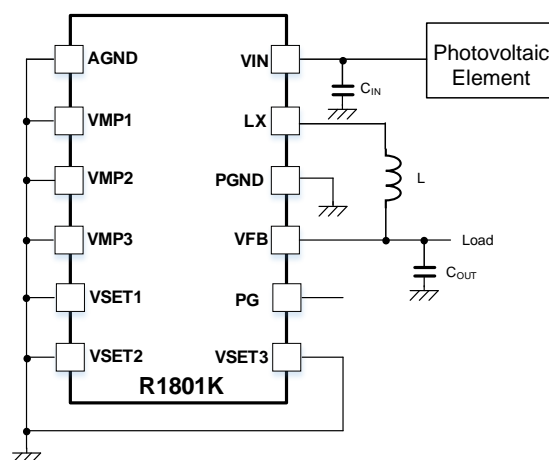 AGND
VMP1
VMP2
VMP3
VSET1
VSET2
VIN
LX
PGND
VFB
PG
VSET3
R1801K
Photovoltaic
Element
CIN
L
Load
COUT